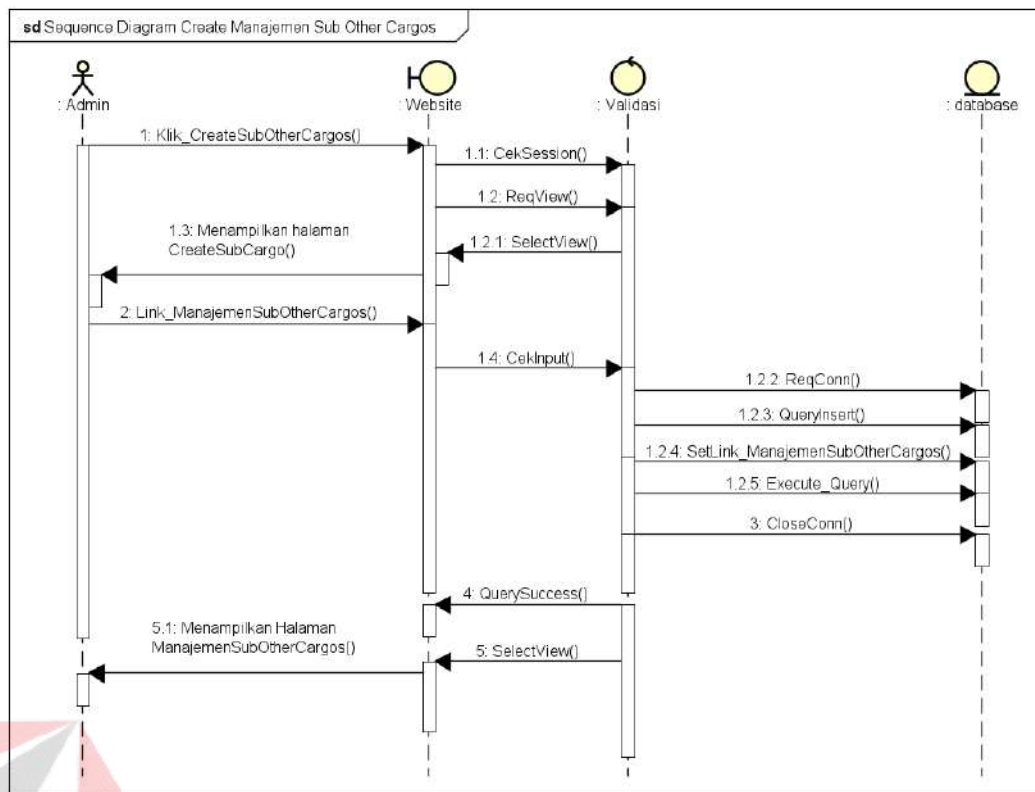 sd Sequence Diagram Create Manajemen Sub Other Cargos
: Admin
: Website
: Validasi
: database
1: Klik_CreateSubOtherCargos()
1.1: CekSession()
1.2: ReqView()
1.3: Menampilkan halaman
CreateSubCargo()
1.2.1: SelectView()
2: Link_ManajemenSubOtherCargos()
1.4: CekInput()
1.2.2: ReqConn()
1.2.3: QueryInsert()
1.2.4: SetLink_ManajemenSubOtherCargos()
1.2.5: Execute_Query()
3: CloseConn()
4: QuerySuccess()
5.1: Menampilkan Halaman
ManajemenSubOtherCargos()
5: SelectView()